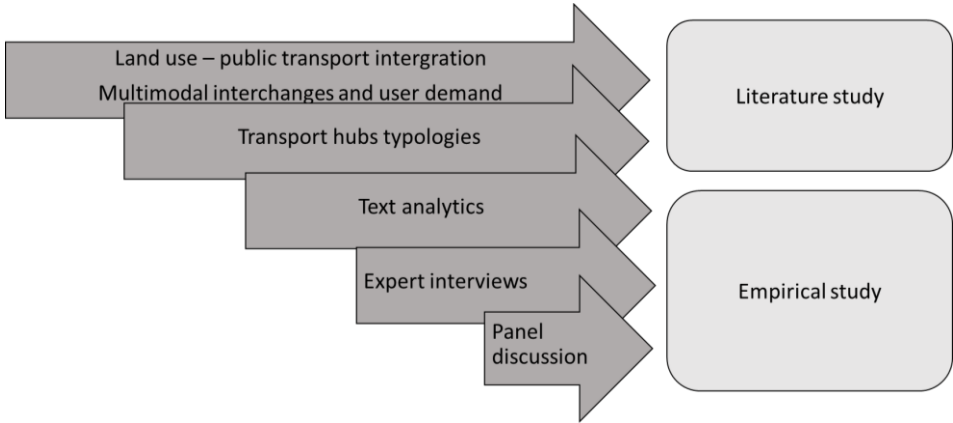 Land use – public transport intergration
Multimodal interchanges and user demand
Literature study
Transport hubs typologies
Text analytics
Expert interviews
Empirical study
Panel
discussion